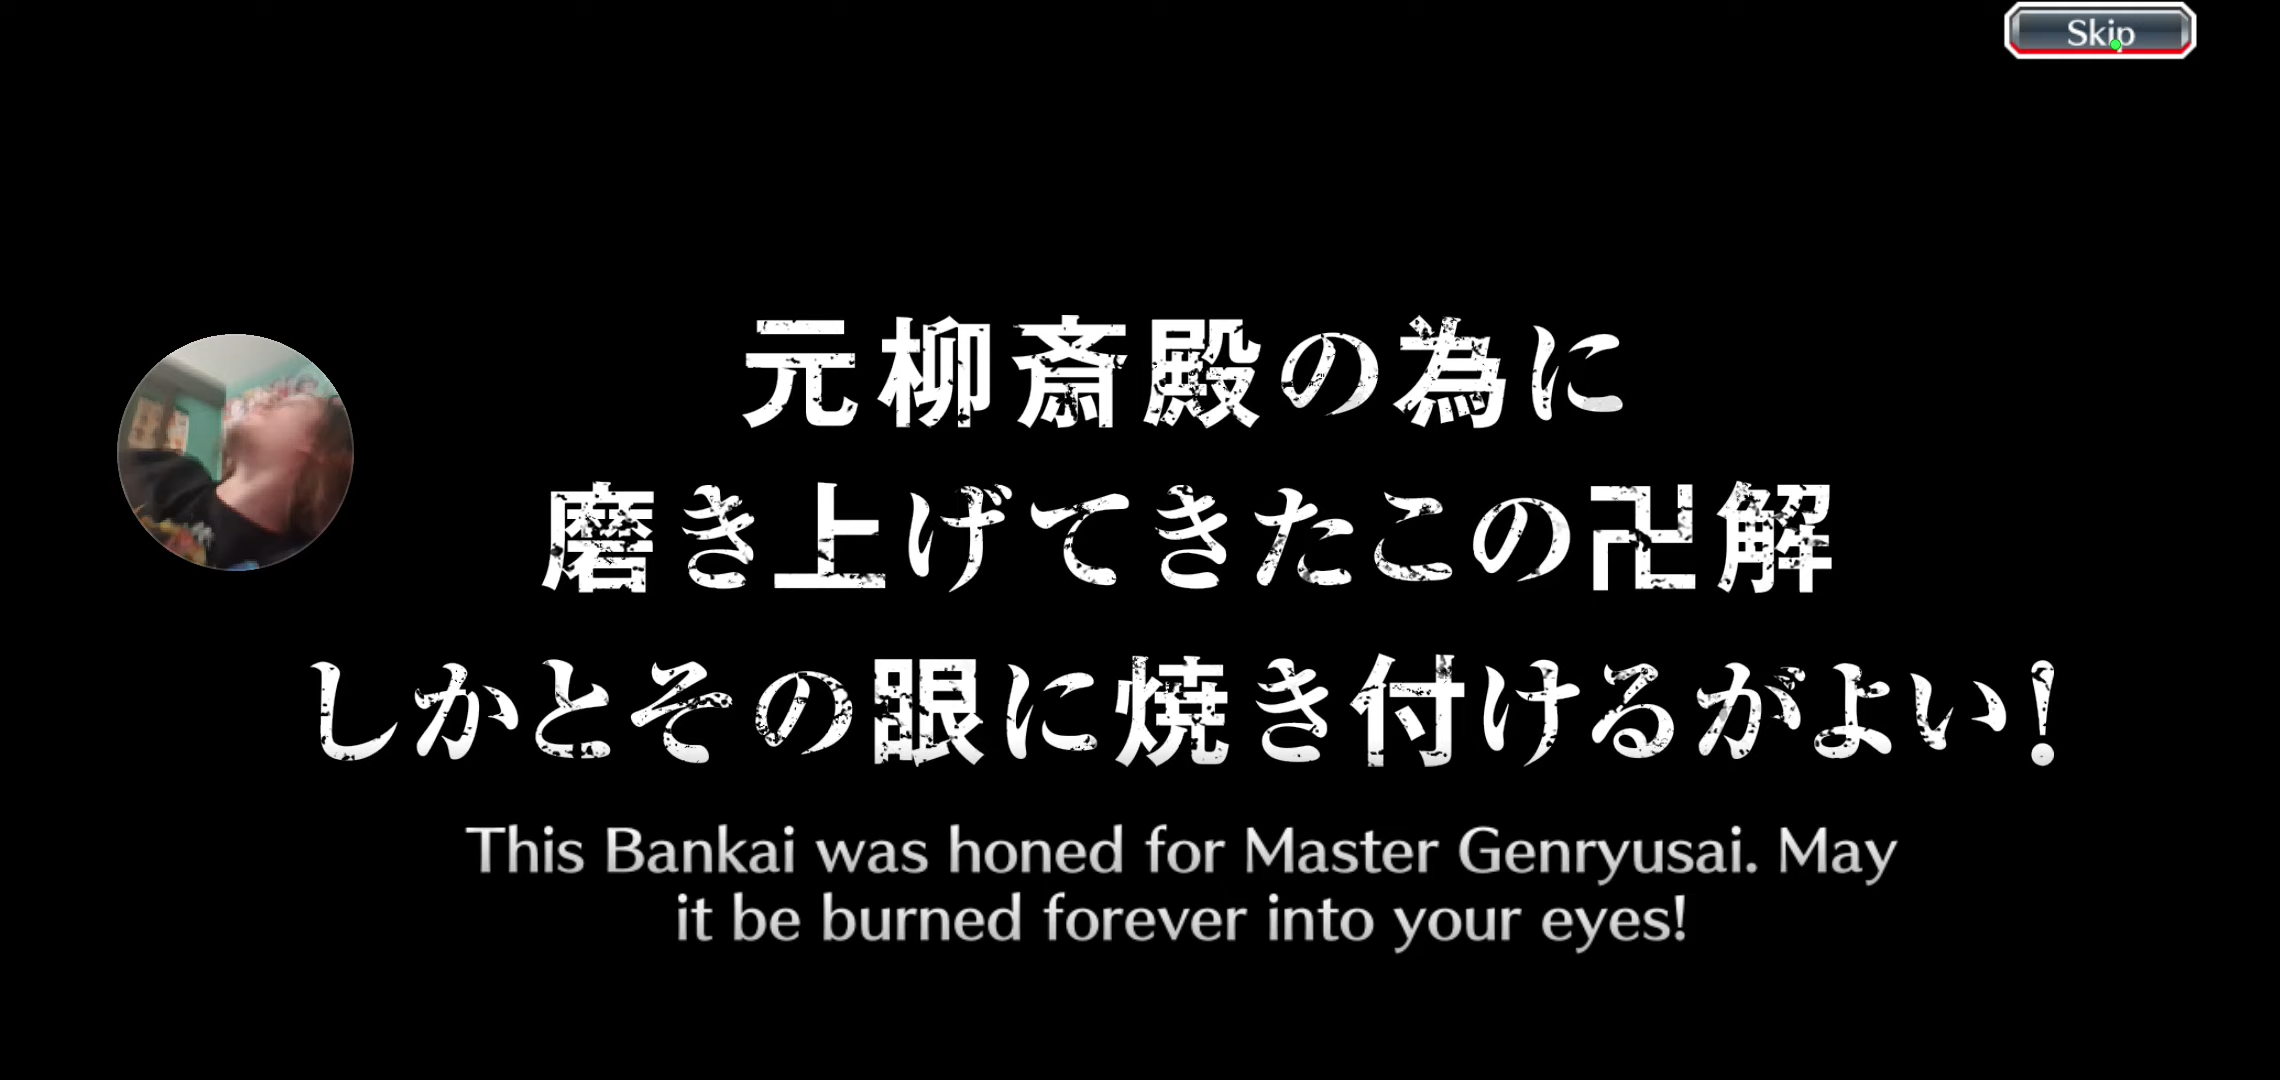 Skip
元柳斎殿の為に
磨き上げてきたこの卍解
しかとその眼に焼き付けるがよい!
This Bankai was honed for Master Genryusai. May
it be burned forever into your eyes!